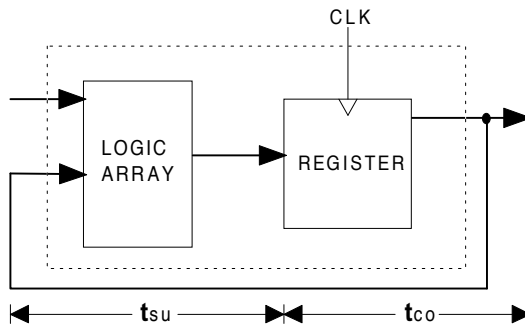 CLK
LOGIC
ARRAY
REGISTER
tsu
tco